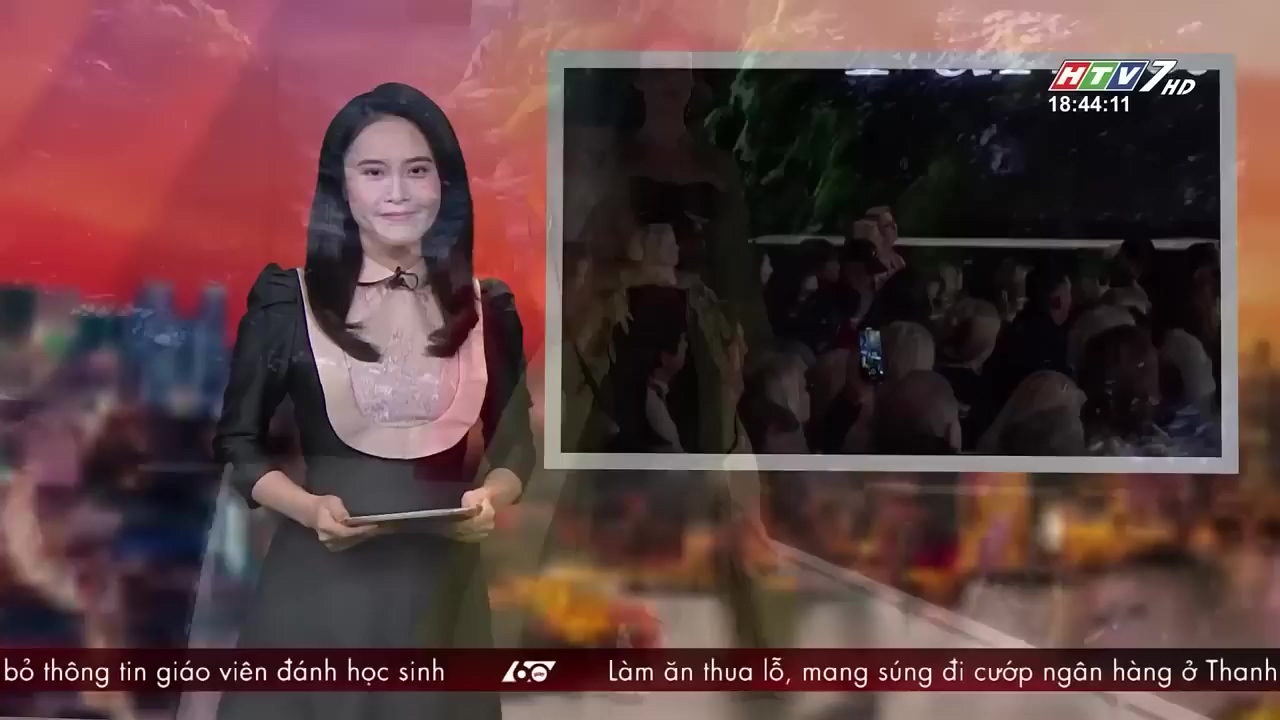 HTV7 HD
18:44:11
bỏ thông tin giáo viên đánh học sinh
60
Làm ăn thua lỗ, mang súng đi cướp ngân hàng ở Thanh